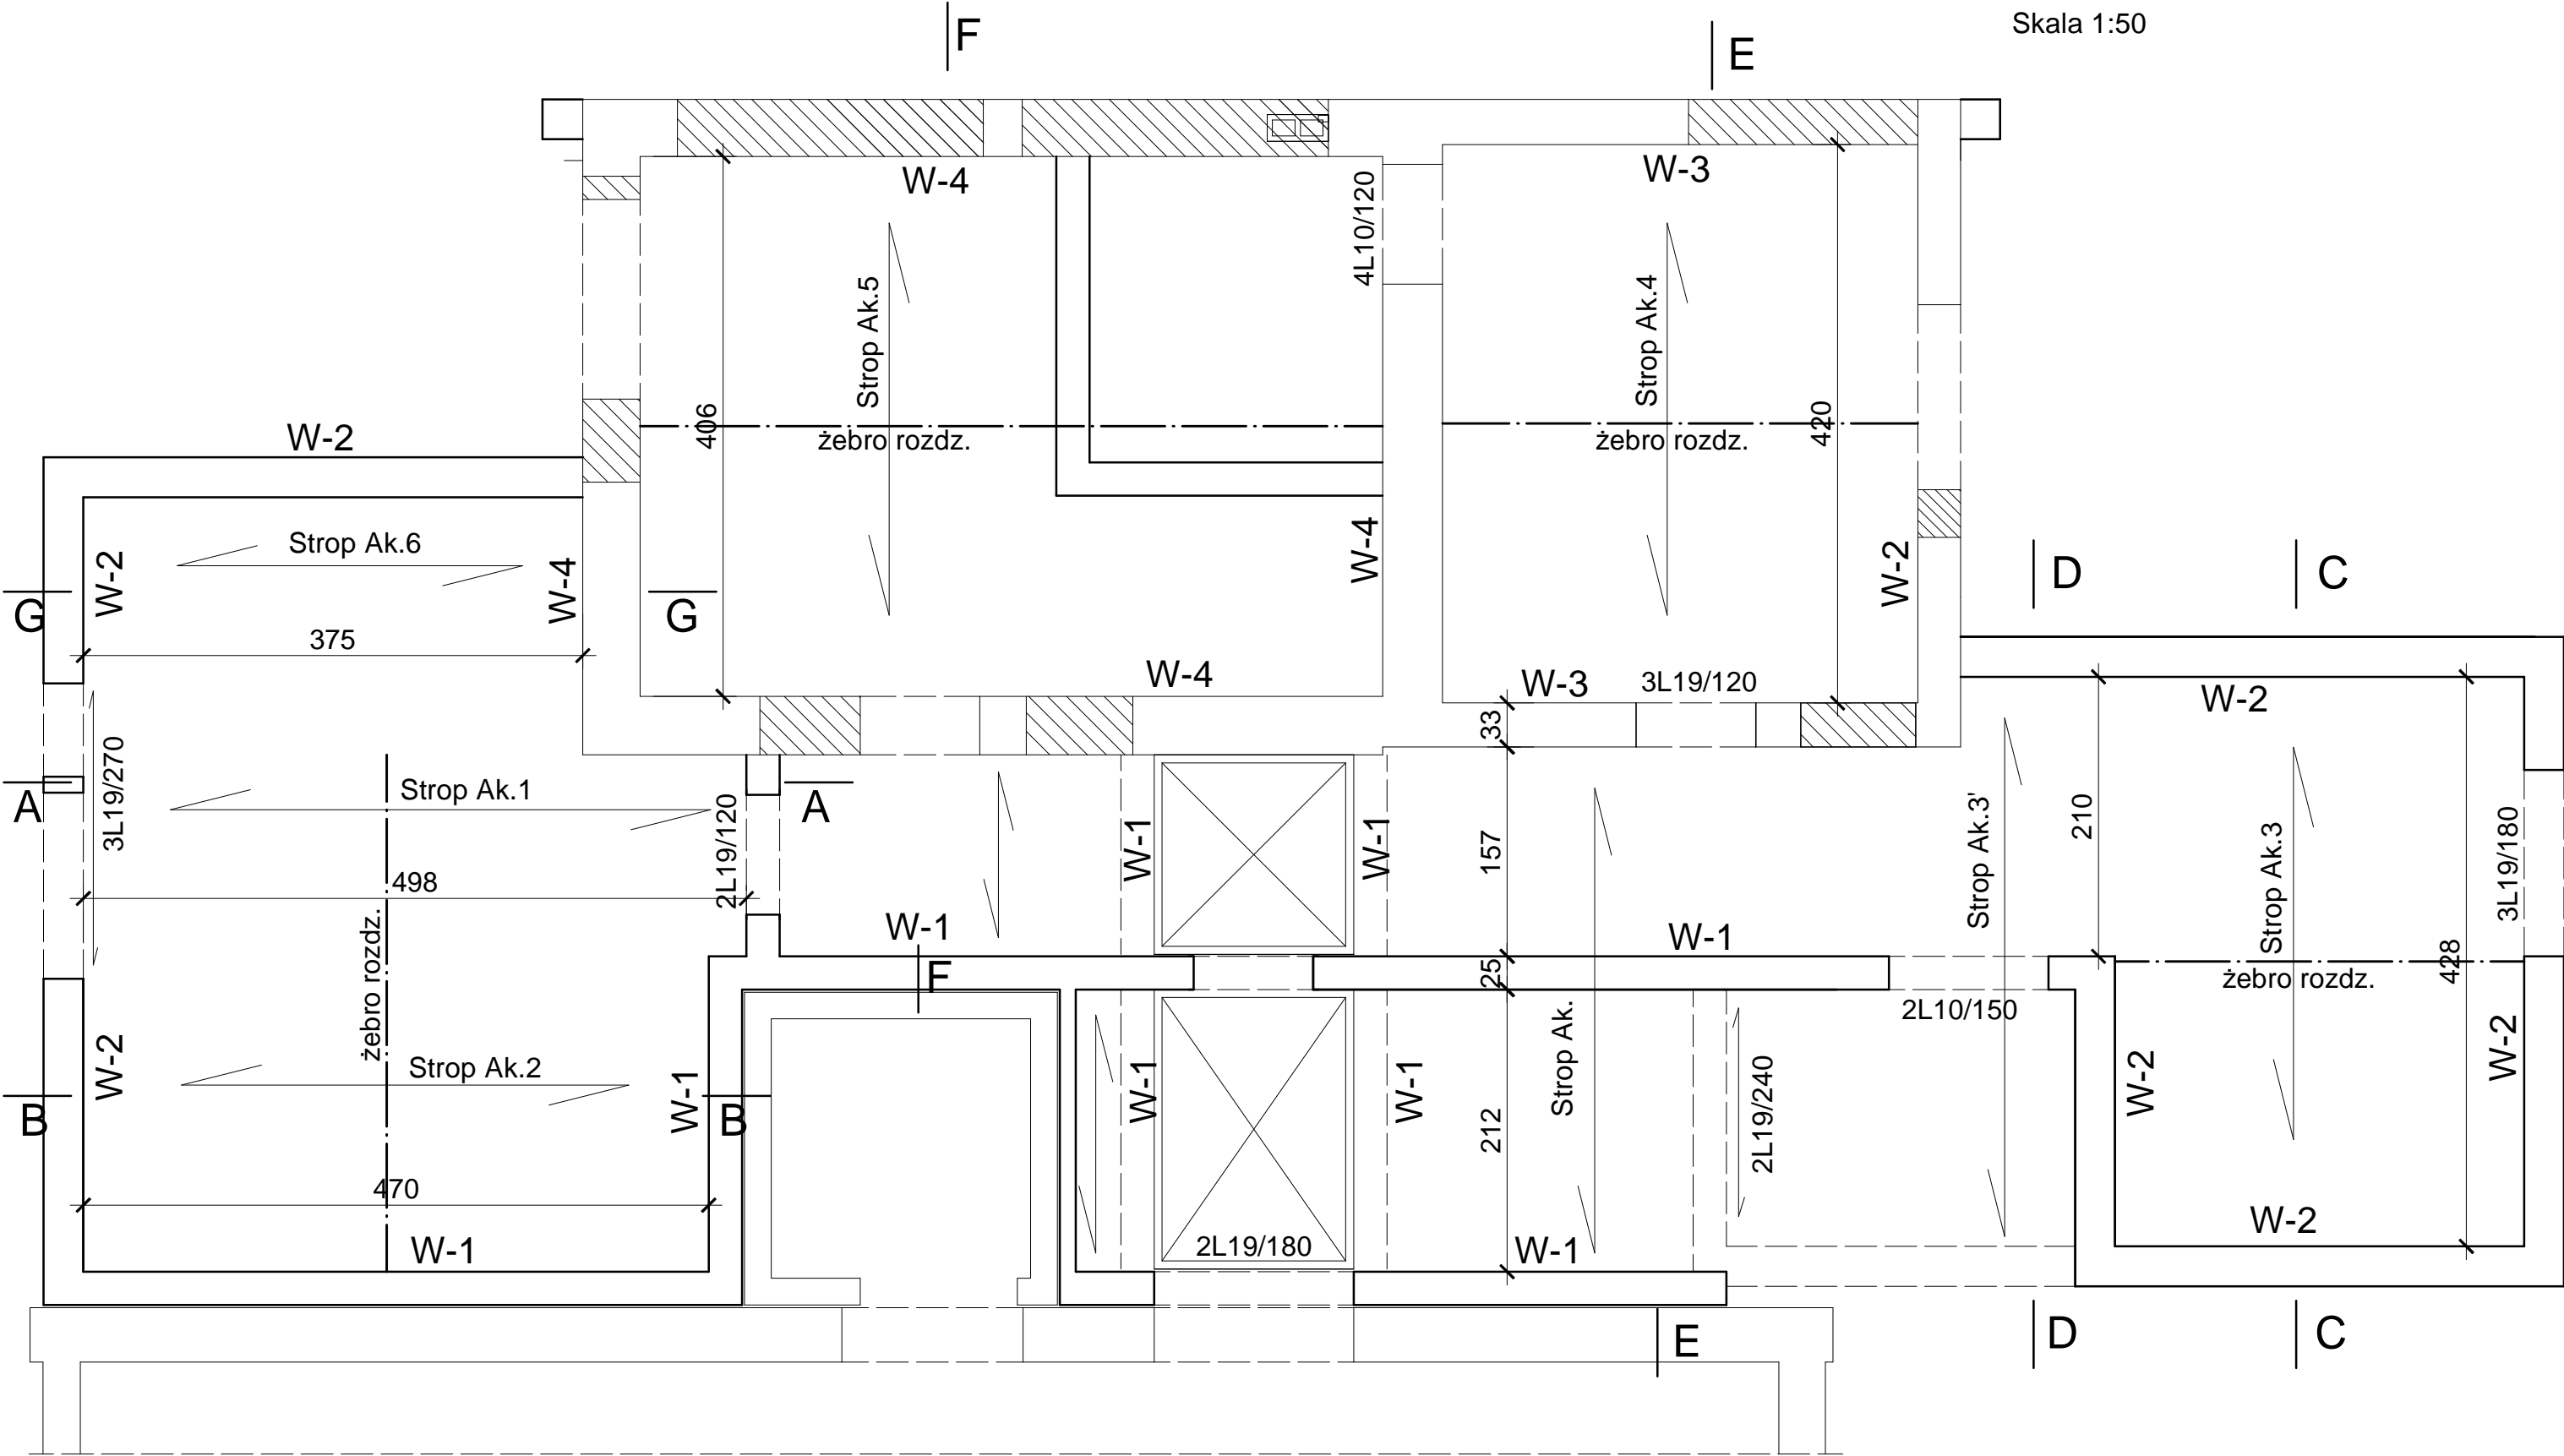 Skala 1:50
F
E
W-4
W-3
4L10/120
Strop Ak.5
Strop Ak.4
406
420
żebro rozdz.
żebro rozdz.
W-2
Strop Ak.6
W-2
W-4
W-4
W-2
D
C
G
G
375
W-4
W-3
3L19/120
W-2
33
3L19/270
Strop Ak.1
A
A
2L19/120
W-1
W-1
157
Strop Ak.3'
210
Strop Ak.3
3L19/180
498
żebro rozdz.
W-1
W-1
F
25
428
żebro rozdz.
2L10/150
W-2
Strop Ak.2
W-1
B
B
W-1
W-1
212
Strop Ak.
2L19/240
W-2
W-2
470
W-1
2L19/180
W-1
W-2
E
D
C